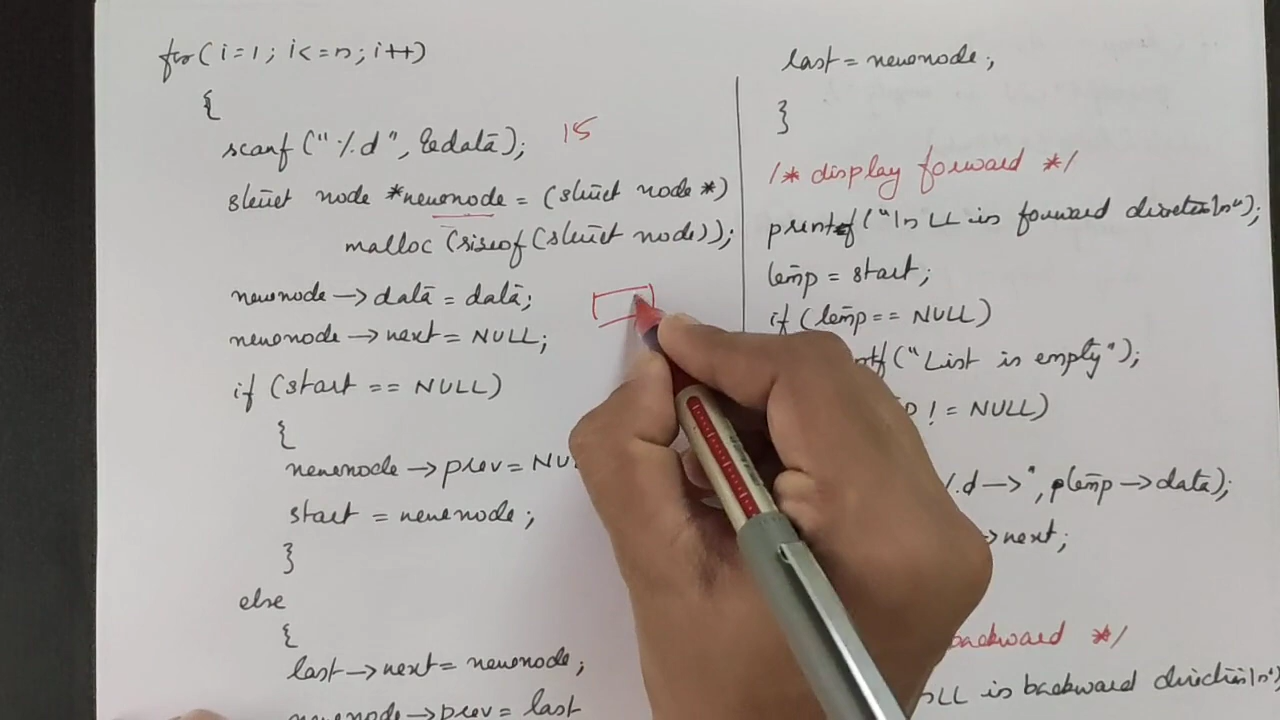 for(i=1; i<=n; i++)
{
scanf("%d", &data); 15
struct node *newnode = (struct node *)
malloc (sizeof(struct node));
newnode->data = data;
newnode->next = NULL;
if (start == NULL)
{
newnode->prev =
start = newnode;
}
else
{
last->next = newnode;
newnode->prev = last
last = newnode;
}
/* display forward */
printf("\n LL is forward direction\n");
temp = start;
if (temp == NULL)
("List is empty");
!= NULL)
%d->", ptemp->data);
next;
backward */
LL is backward direction\n"